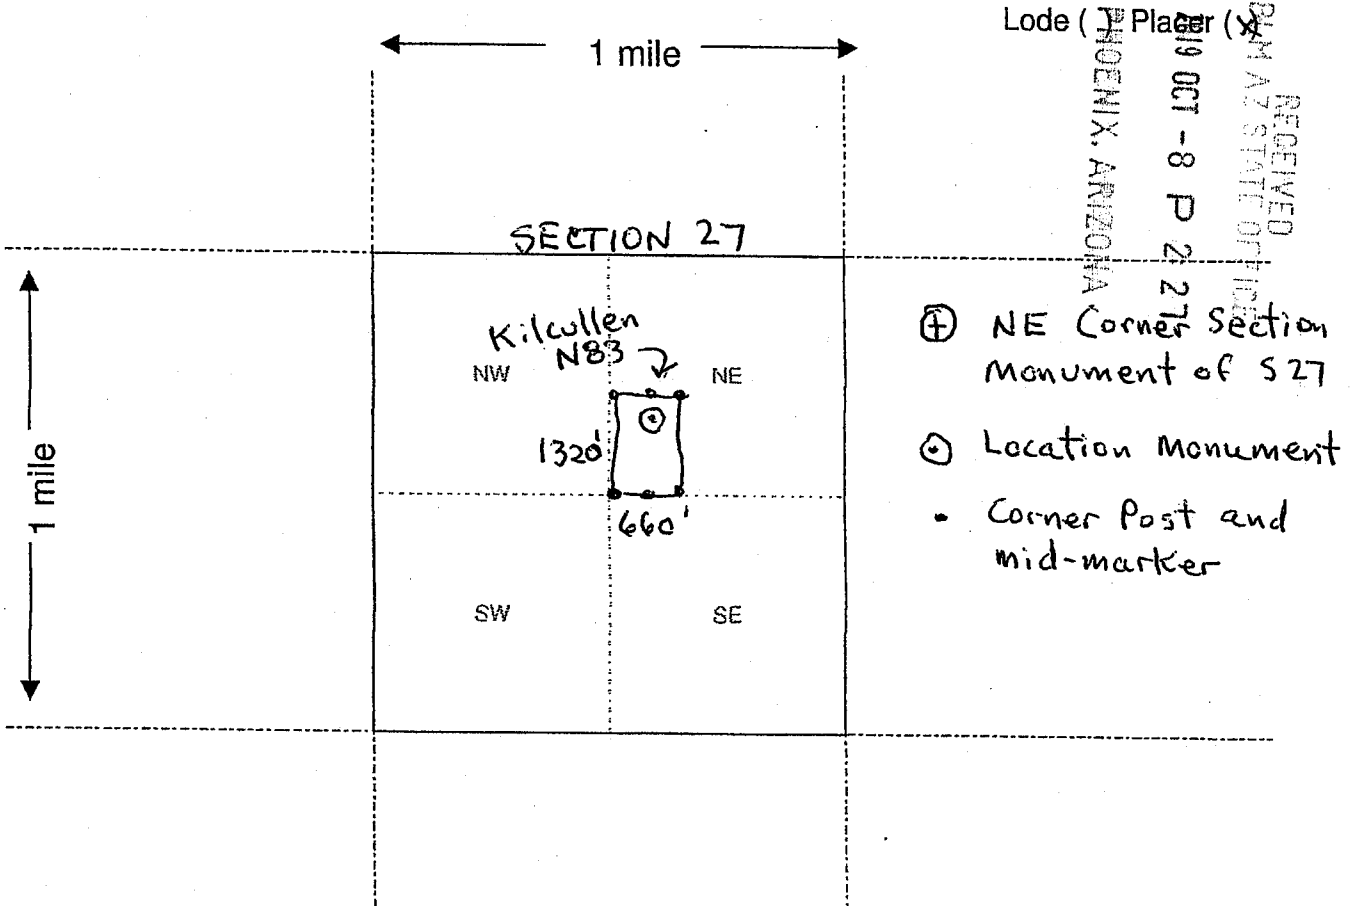 Lode ( ) Placer (x)
RECEIVED
BLM AZ STATE OFFICE
2019 OCT -8 P 2:27
PHOENIX, ARIZONA
1 mile
SECTION 27
Kilcullen
N83
NW
NE
1320'
660'
1 mile
SW
SE
NE Corner Section
Monument of S27
Location Monument
Corner Post and
mid-marker